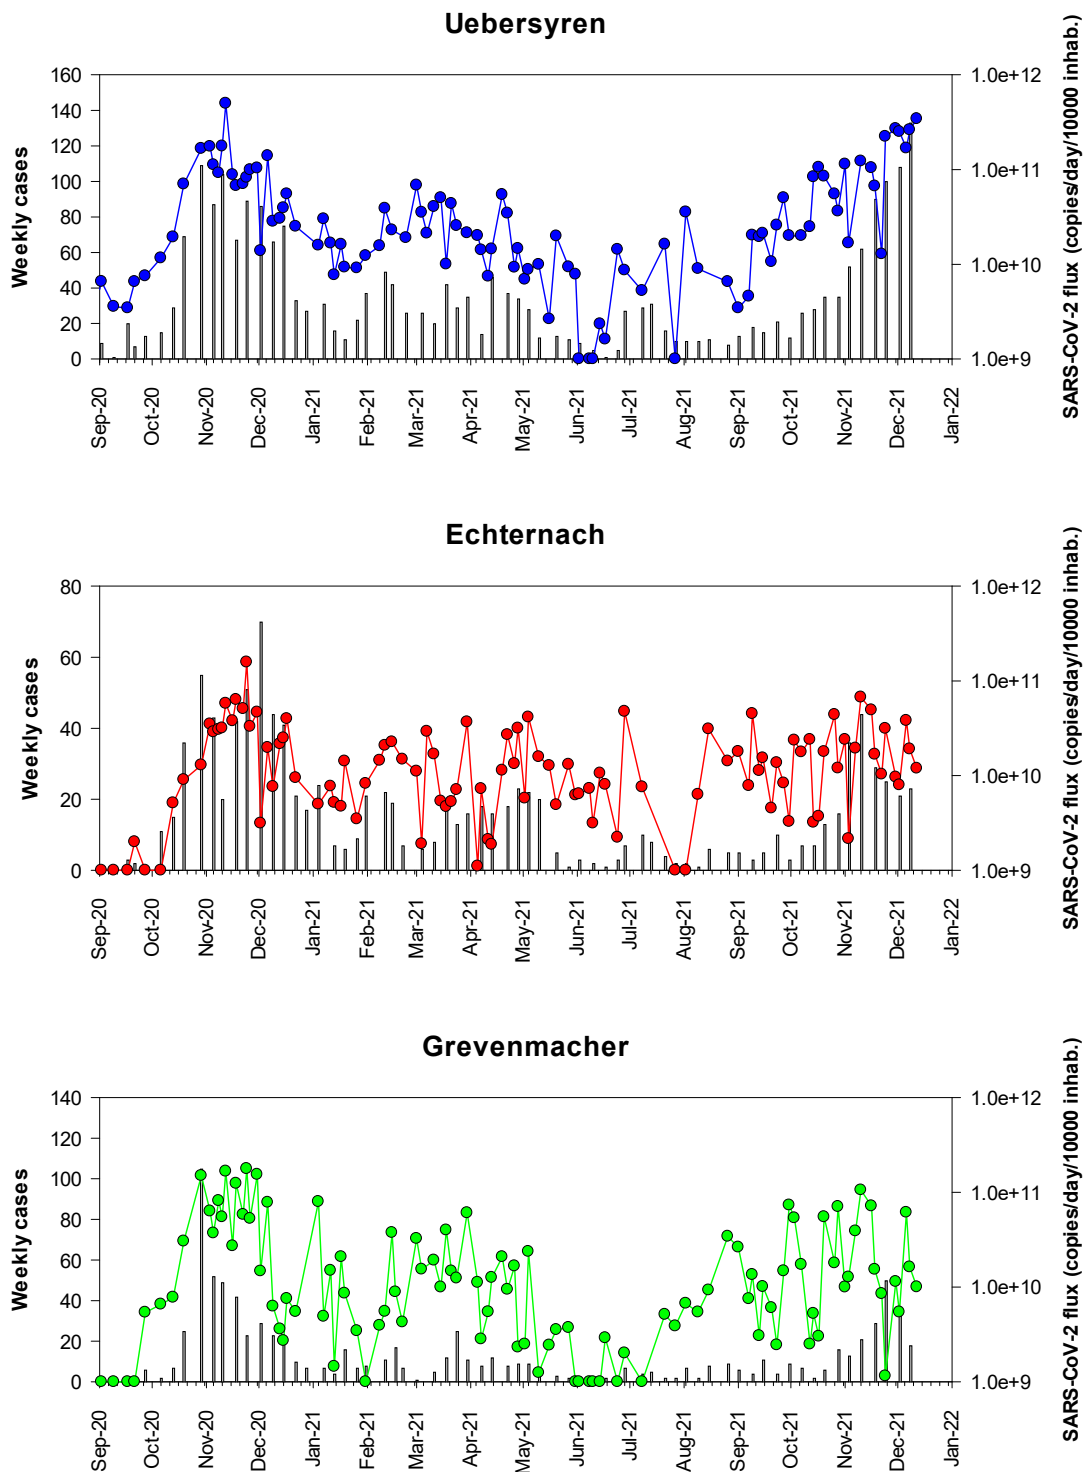 Uebersyren
Weekly cases
160
140
120
100
80
60
40
20
0
1.0e+12
1.0e+11
1.0e+10
1.0e+9
SARS-CoV-2 flux (copies/day/10000 inhab.)
Sep-20
Oct-20
Nov-20
Dec-20
Jan-21
Feb-21
Mar-21
Apr-21
May-21
Jun-21
Jul-21
Aug-21
Sep-21
Oct-21
Nov-21
Dec-21
Jan-22
Echternach
Weekly cases
80
60
40
20
0
1.0e+12
1.0e+11
1.0e+10
1.0e+9
SARS-CoV-2 flux (copies/day/10000 inhab.)
Sep-20
Oct-20
Nov-20
Dec-20
Jan-21
Feb-21
Mar-21
Apr-21
May-21
Jun-21
Jul-21
Aug-21
Sep-21
Oct-21
Nov-21
Dec-21
Jan-22
Grevenmacher
Weekly cases
140
120
100
80
60
40
20
0
1.0e+12
1.0e+11
1.0e+10
1.0e+9
SARS-CoV-2 flux (copies/day/10000 inhab.)
Sep-20
Oct-20
Nov-20
Dec-20
Jan-21
Feb-21
Mar-21
Apr-21
May-21
Jun-21
Jul-21
Aug-21
Sep-21
Oct-21
Nov-21
Dec-21
Jan-22